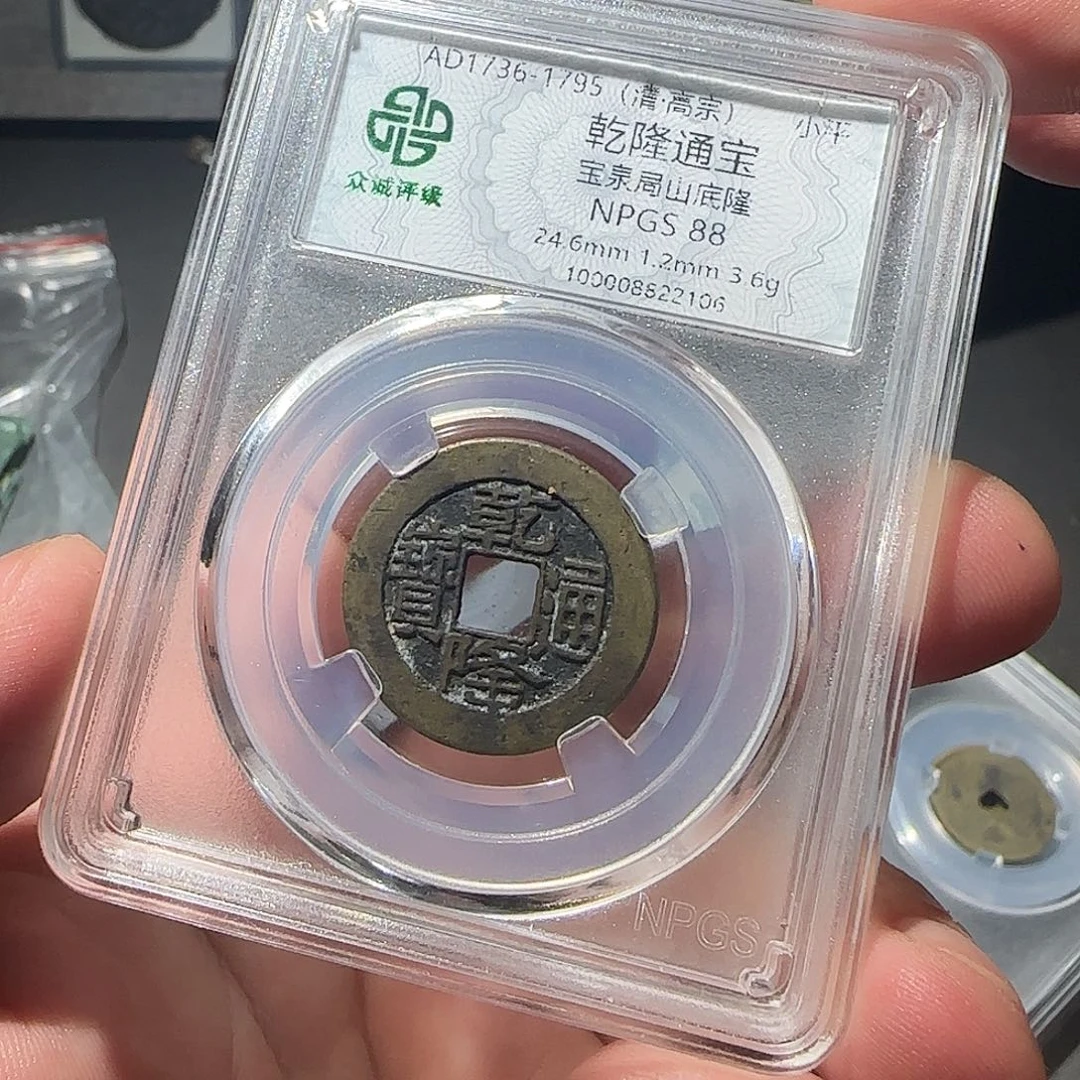 AD1736-1795 (清·高宗)
小平
众诚评级
乾隆通宝
宝泉局山底隆
NPGS 88
24.6mm 1.2mm 3.6g
100008822106
乾隆通寶
NPGS